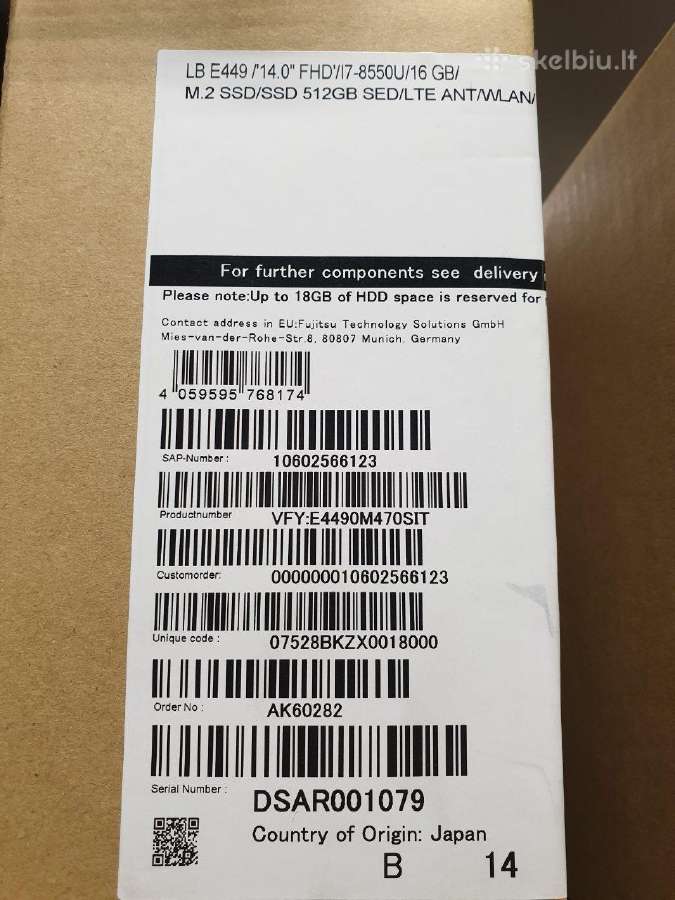 skelbiu.lt
LB E449 /'14.0" FHD'/I7-8550U/16 GB/
M.2 SSD/SSD 512GB SED/LTE ANT/WLAN/
For further components see delivery
Please note:Up to 18GB of HDD space is reserved for
Contact address in EU:Fujitsu Technology Solutions GmbH
Mies-van-der-Rohe-Str.8, 80807 Munich, Germany
4 059595 768174
SAP-Number : 10602566123
Productnumber VFY:E4490M470SIT
Customorder: 000000010602566123
Unique code : 07528BKZX0018000
Order No : AK60282
Serial Number : DSAR001079
Country of Origin: Japan
B 14